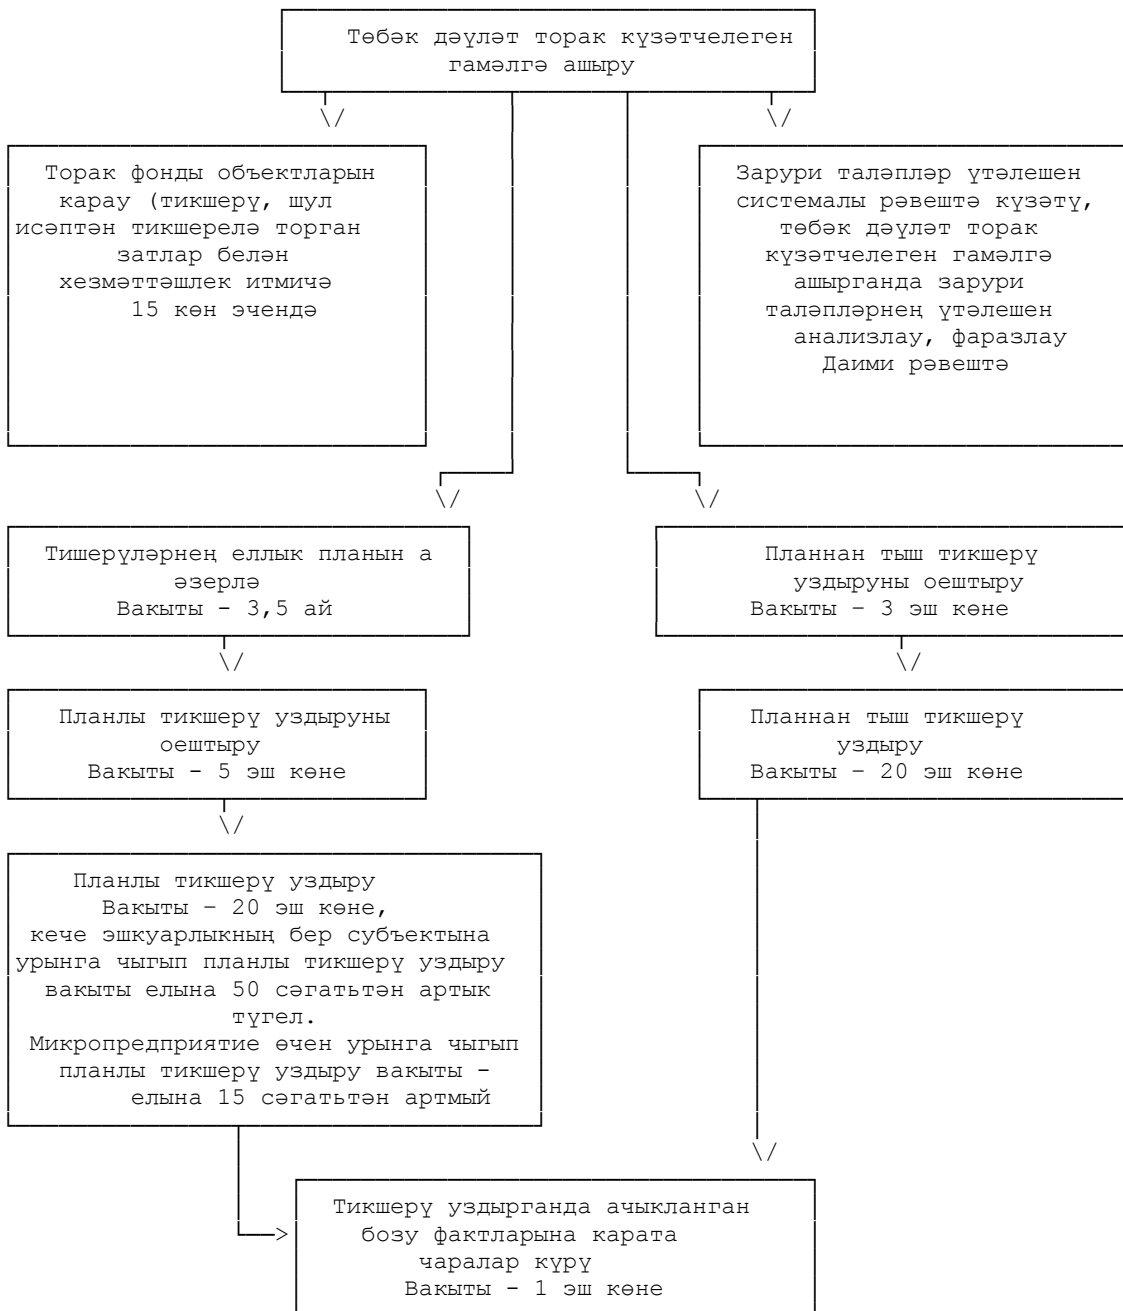 Төбәк дәүләт торак күзәтчелеген
гамәлгә ашыру
Торак фонды объектларын
карау (тикшерү, шул
исәптән тикшерелә торган
затлар белән
хезмәттәшлек итмичә
15 көн эчендә
Зарури таләпләр үтәлешен
системалы рәвештә күзәтү,
төбәк дәүләт торак
күзәтчелеген гамәлгә
ашырганда зарури
таләпләрнең үтәлешен
анализлау, фаразлау
Даими рәвештә
Тишерүләрнең еллык планын а
әзерлә
Вакыты - 3,5 ай
Планнан тыш тикшерү
уздыруны оештыру
Вакыты – 3 эш көне
Планлы тикшерү уздыруны
оештыру
Вакыты - 5 эш көне
Планнан тыш тикшерү
уздыру
Вакыты – 20 эш көне
Планлы тикшерү уздыру
Вакыты – 20 эш көне,
кече эшкуарлыкның бер субъектына
урынга чыгып планлы тикшерү уздыру
вакыты елына 50 сәгатьтән артык
түгел.
Микропредприятие өчен урынга чыгып
планлы тикшерү уздыру вакыты -
елына 15 сәгатьтән артмый
Тикшерү уздырганда ачыкланган
бозу фактларына карата
чаралар күрү
Вакыты - 1 эш көне